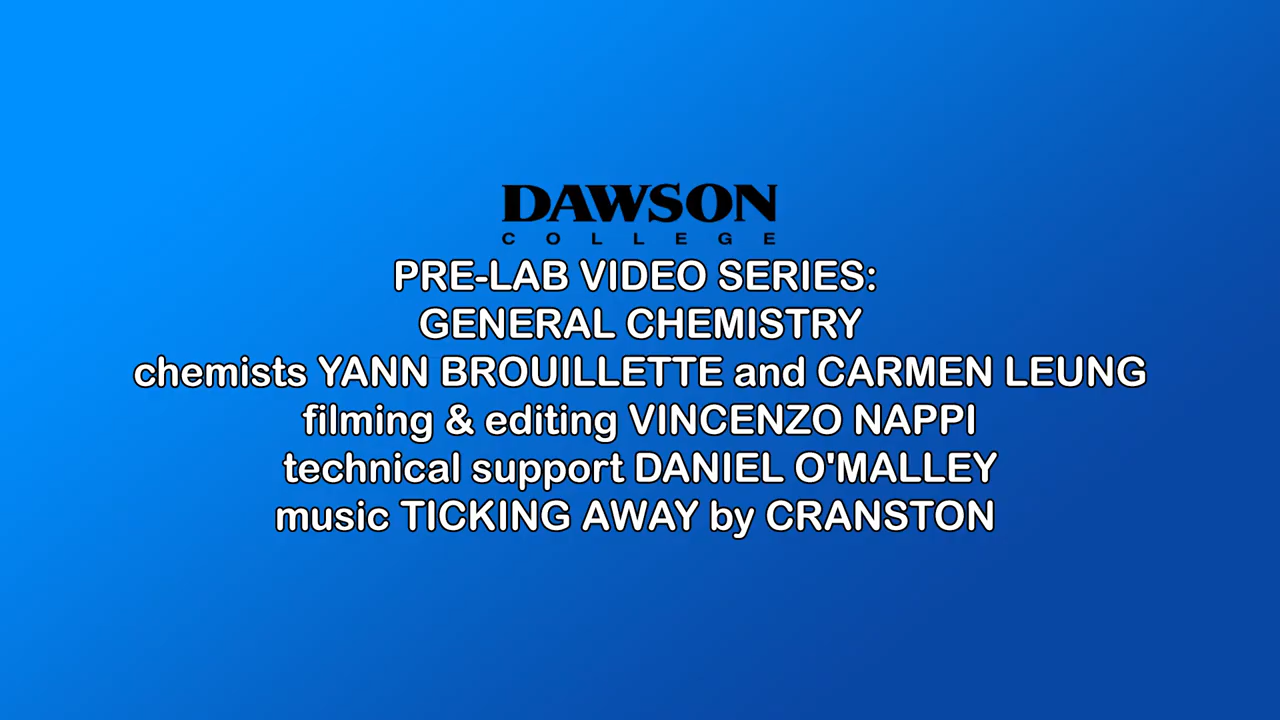 DAWSON
COLLEGE
PRE-LAB VIDEO SERIES:
GENERAL CHEMISTRY
chemists YANN BROUILLETTE and CARMEN LEUNG
filming & editing VINCENZO NAPPI
technical support DANIEL O'MALLEY
music TICKING AWAY by CRANSTON